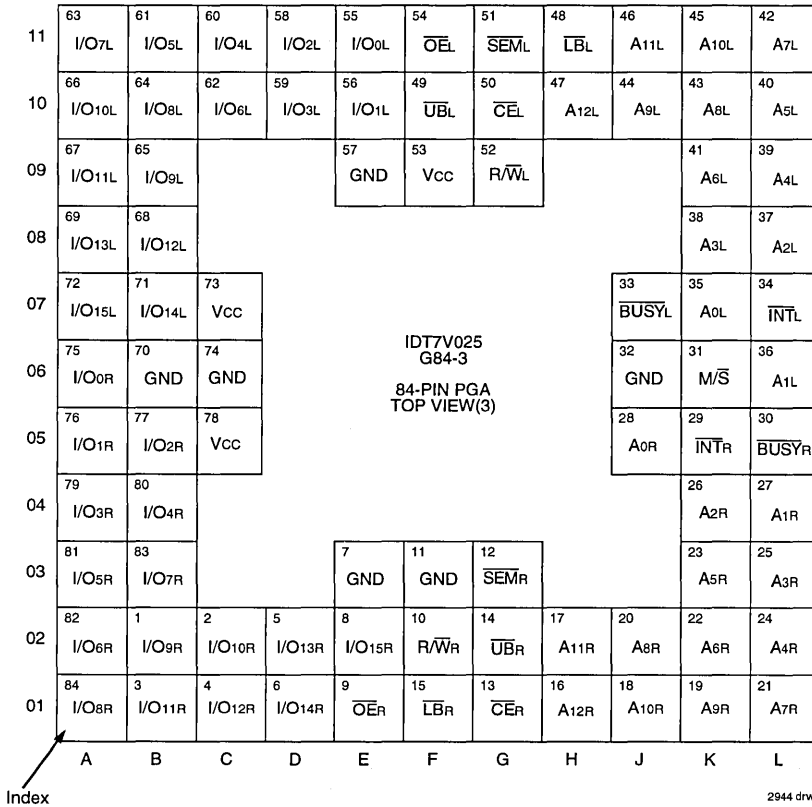 63 61 60 58 55 54 51 48 46 45 42
11 I/O7L I/O5L I/O4L I/O2L I/O0L OEL SEML LBL A11L A10L A7L
66 64 62 59 56 49 50 47 44 43 40
10 I/O10L I/O8L I/O6L I/O3L I/O1L UBL CEL A12L A9L A8L A5L
67 65 57 53 52 41 39
09 I/O11L I/O9L GND VCC R/WL A6L A4L
69 68 38 37
08 I/O13L I/O12L A3L A2L
72 71 73 33 35 34
07 I/O15L I/O14L VCC BUSYL A0L INTL
IDT7V025
G84-3
75 70 74 32 31 36
06 I/O0R GND GND GND M/S A1L
84-PIN PGA
TOP VIEW(3)
76 77 78 28 29 30
05 I/O1R I/O2R VCC A0R INTR BUSYR
79 80 26 27
04 I/O3R I/O4R A2R A1R
81 83 7 11 12 23 25
03 I/O5R I/O7R GND GND SEMR A5R A3R
82 1 2 5 8 10 14 17 20 22 24
02 I/O6R I/O9R I/O10R I/O13R I/O15R R/WR UBR A11R A8R A6R A4R
84 3 4 6 9 15 13 16 18 19 21
01 I/O8R I/O11R I/O12R I/O14R OER LBR CER A12R A10R A9R A7R
A B C D E F G H J K L
Index
2944 drw